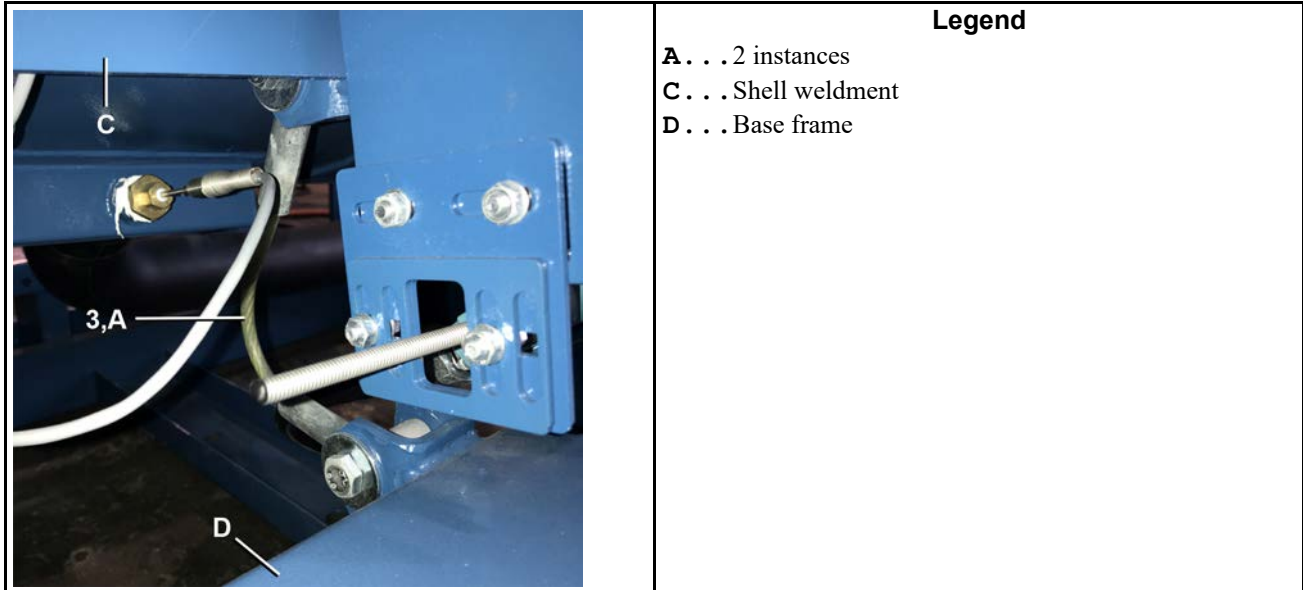 C
3,A
D
Legend
A...2 instances
C...Shell weldment
D...Base frame